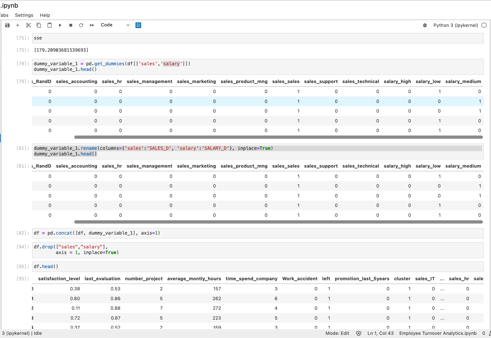 .ipynb
Tabs Settings Help
Code
Python 3 (ipykernel)
[75]: sse
[75]: [179.20903681539693]
[78]: dummy_variable_1 = pd.get_dummies(df[['sales','salary']])
dummy_variable_1.head()
[78]: s_RandD sales_accounting sales_hr sales_management sales_marketing sales_product_mng sales_sales sales_support sales_technical salary_high salary_low salary_medium
0 0 0 0 0 0 1 0 0 0 1 0
0 0 0 0 0 0 1 0 0 0 0 1
0 0 0 0 0 0 1 0 0 0 0 1
0 0 0 0 0 0 1 0 0 0 1 0
0 0 0 0 0 0 1 0 0 0 1 0
[81]: dummy_variable_1.rename(columns={'sales':'SALES_D', 'salary':'SALARY_D'}, inplace=True)
dummy_variable_1.head()
[81]: s_RandD sales_accounting sales_hr sales_management sales_marketing sales_product_mng sales_sales sales_support sales_technical salary_high salary_low salary_medium
0 0 0 0 0 0 1 0 0 0 1 0
0 0 0 0 0 0 1 0 0 0 0 1
0 0 0 0 0 0 1 0 0 0 0 1
0 0 0 0 0 0 1 0 0 0 1 0
0 0 0 0 0 0 1 0 0 0 1 0
df = pd.concat([df, dummy_variable_1], axis=1)
df.drop(["sales","salary"],
axis = 1, inplace=True)
df.head()
satisfaction_level last_evaluation number_project average_montly_hours time_spend_company Work_accident left promotion_last_5years cluster sales_IT ... sales_hr sale
0.38 0.53 2 157 3 0 1 0 1 0 ... 0
0.80 0.86 5 262 6 0 1 0 0 0 ... 0
0.11 0.88 7 272 4 0 1 0 0 0 ... 0
0.72 0.87 5 223 5 0 1 0 0 0 ... 0
0.37 0.52 2 159 3 0 1 0 1 0 0
3 (ipykernel) | Idle
Mode: Edit Ln 1, Col 43 Employee Turnover Analytics.ipynb 0